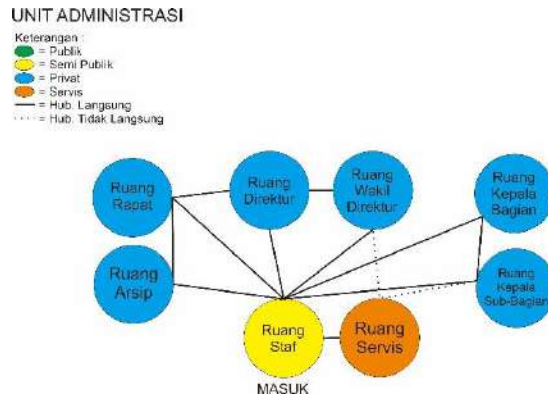 UNIT ADMINISTRASI
Keterangan :
= Publik
= Semi Publik
= Privat
= Servis
= Hub. Langsung
= Hub. Tidak Langsung
Ruang
Rapat
Ruang
Direktur
Ruang
Wakil
Direktur
Ruang
Kepala
Bagian
Ruang
Arsip
Ruang
Kepala
Sub-Bagian
Ruang
Staf
Ruang
Servis
MASUK